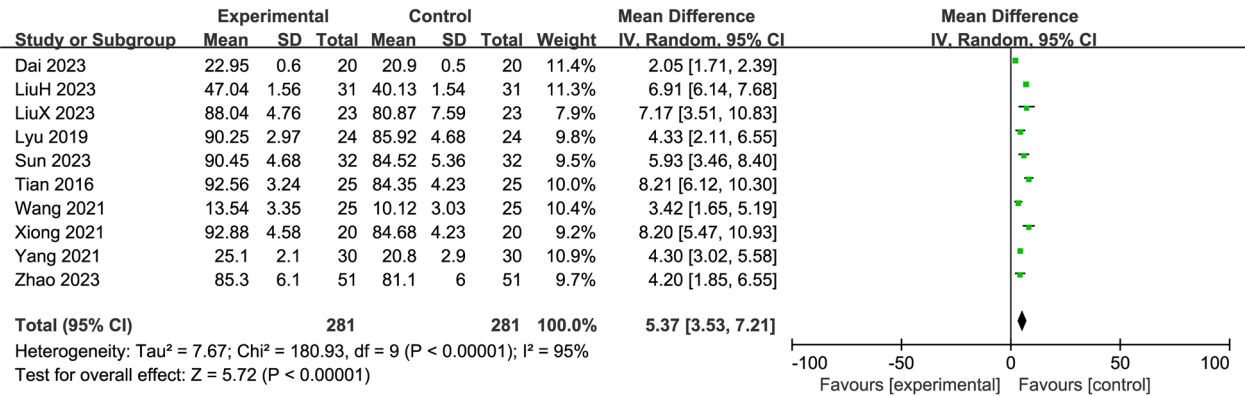 Experimental Control Mean Difference Mean Difference
Study or Subgroup Mean SD Total Mean SD Total Weight IV, Random, 95% CI IV, Random, 95% CI
Dai 2023 22.95 0.6 20 20.9 0.5 20 11.4% 2.05 [1.71, 2.39]
LiuH 2023 47.04 1.56 31 40.13 1.54 31 11.3% 6.91 [6.14, 7.68]
LiuX 2023 88.04 4.76 23 80.87 7.59 23 7.9% 7.17 [3.51, 10.83]
Lyu 2019 90.25 2.97 24 85.92 4.68 24 9.8% 4.33 [2.11, 6.55]
Sun 2023 90.45 4.68 32 84.52 5.36 32 9.5% 5.93 [3.46, 8.40]
Tian 2016 92.56 3.24 25 84.35 4.23 25 10.0% 8.21 [6.12, 10.30]
Wang 2021 13.54 3.35 25 10.12 3.03 25 10.4% 3.42 [1.65, 5.19]
Xiong 2021 92.88 4.58 20 84.68 4.23 20 9.2% 8.20 [5.47, 10.93]
Yang 2021 25.1 2.1 30 20.8 2.9 30 10.9% 4.30 [3.02, 5.58]
Zhao 2023 85.3 6.1 51 81.1 6 51 9.7% 4.20 [1.85, 6.55]
Total (95% CI) 281 281 100.0% 5.37 [3.53, 7.21]
Heterogeneity: Tau² = 7.67; Chi² = 180.93, df = 9 (P < 0.00001); I² = 95%
Test for overall effect: Z = 5.72 (P < 0.00001)
-100 -50 0 50 100
Favours [experimental] Favours [control]